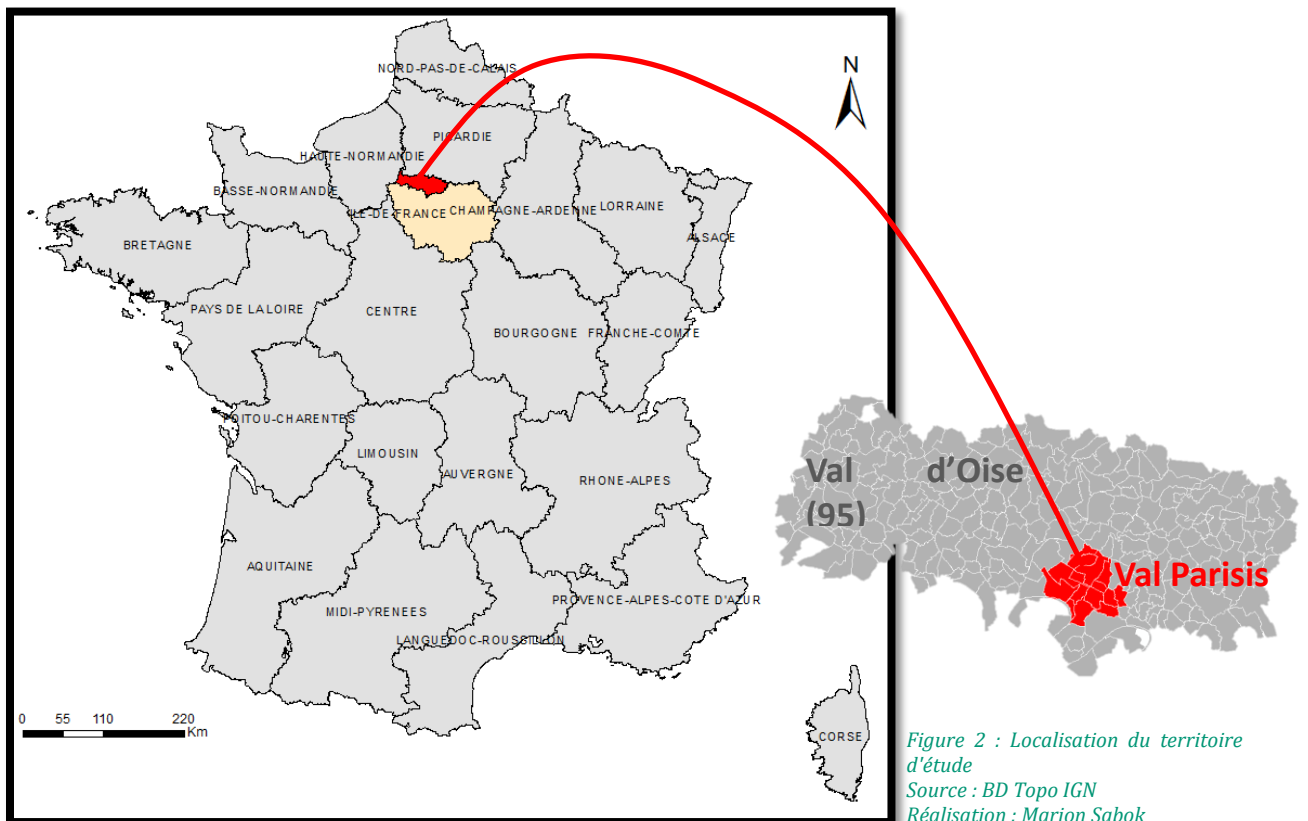 N
NORD-PAS-DE-CALAIS
PICARDIE
HAUTE-NORMANDIE
BASSE-NORMANDIE
ILE-DE-FRANCE
CHAMPAGNE-ARDENNE
LORRAINE
ALSACE
BRETAGNE
PAYS DE LA LOIRE
CENTRE
BOURGOGNE
FRANCHE-COMTE
POITOU-CHARENTES
LIMOUSIN
AUVERGNE
RHONE-ALPES
AQUITAINE
MIDI-PYRENEES
LANGUEDOC-ROUSSILLON
PROVENCE-ALPES-COTE D'AZUR
CORSE
0 55 110 220
Km
Val d’Oise
(95)
Val Parisis
Figure 2 : Localisation du territoire
d'étude
Source : BD Topo IGN
Réalisation : Marion Sabok